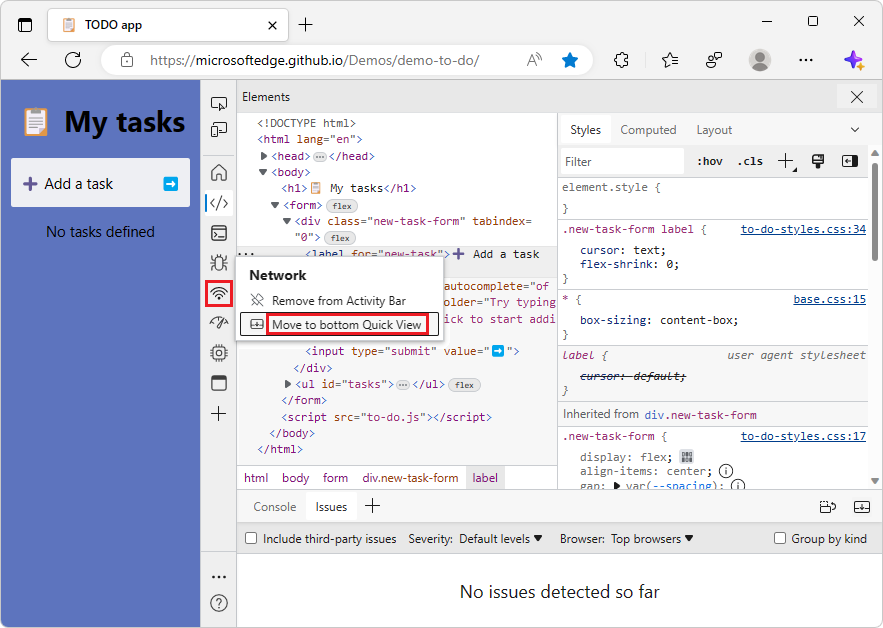 TODO app
https://microsoftedge.github.io/Demos/demo-to-do/
My tasks
Add a task
No tasks defined
Elements
<!DOCTYPE html>
<html lang="en">
<head> </head>
<body>
<h1>📋 My tasks</h1>
<form> flex
<div class="new-task-form" tabindex=
"0"> flex
<label for="new-task">➕ Add a task
autocomplete="of
older="Try typing
ick to start addi
<input type="submit" value="➡️">
</div>
<ul id="tasks"> </ul> flex
</form>
<script src="to-do.js"></script>
</body>
</html>
html body form div.new-task-form label
Network
Remove from Activity Bar
Move to bottom Quick View
Styles Computed Layout
Filter :hov .cls
element.style {
}
.new-task-form label { to-do-styles.css:34
cursor: text;
flex-shrink: 0;
}
* { base.css:15
box-sizing: content-box;
}
label { user agent stylesheet
cursor: default;
}
Inherited from div.new-task-form
.new-task-form { to-do-styles.css:17
display: flex;
align-items: center;
gap: var(--spacing);
Console Issues
Include third-party issues Severity: Default levels Browser: Top browsers Group by kind
No issues detected so far